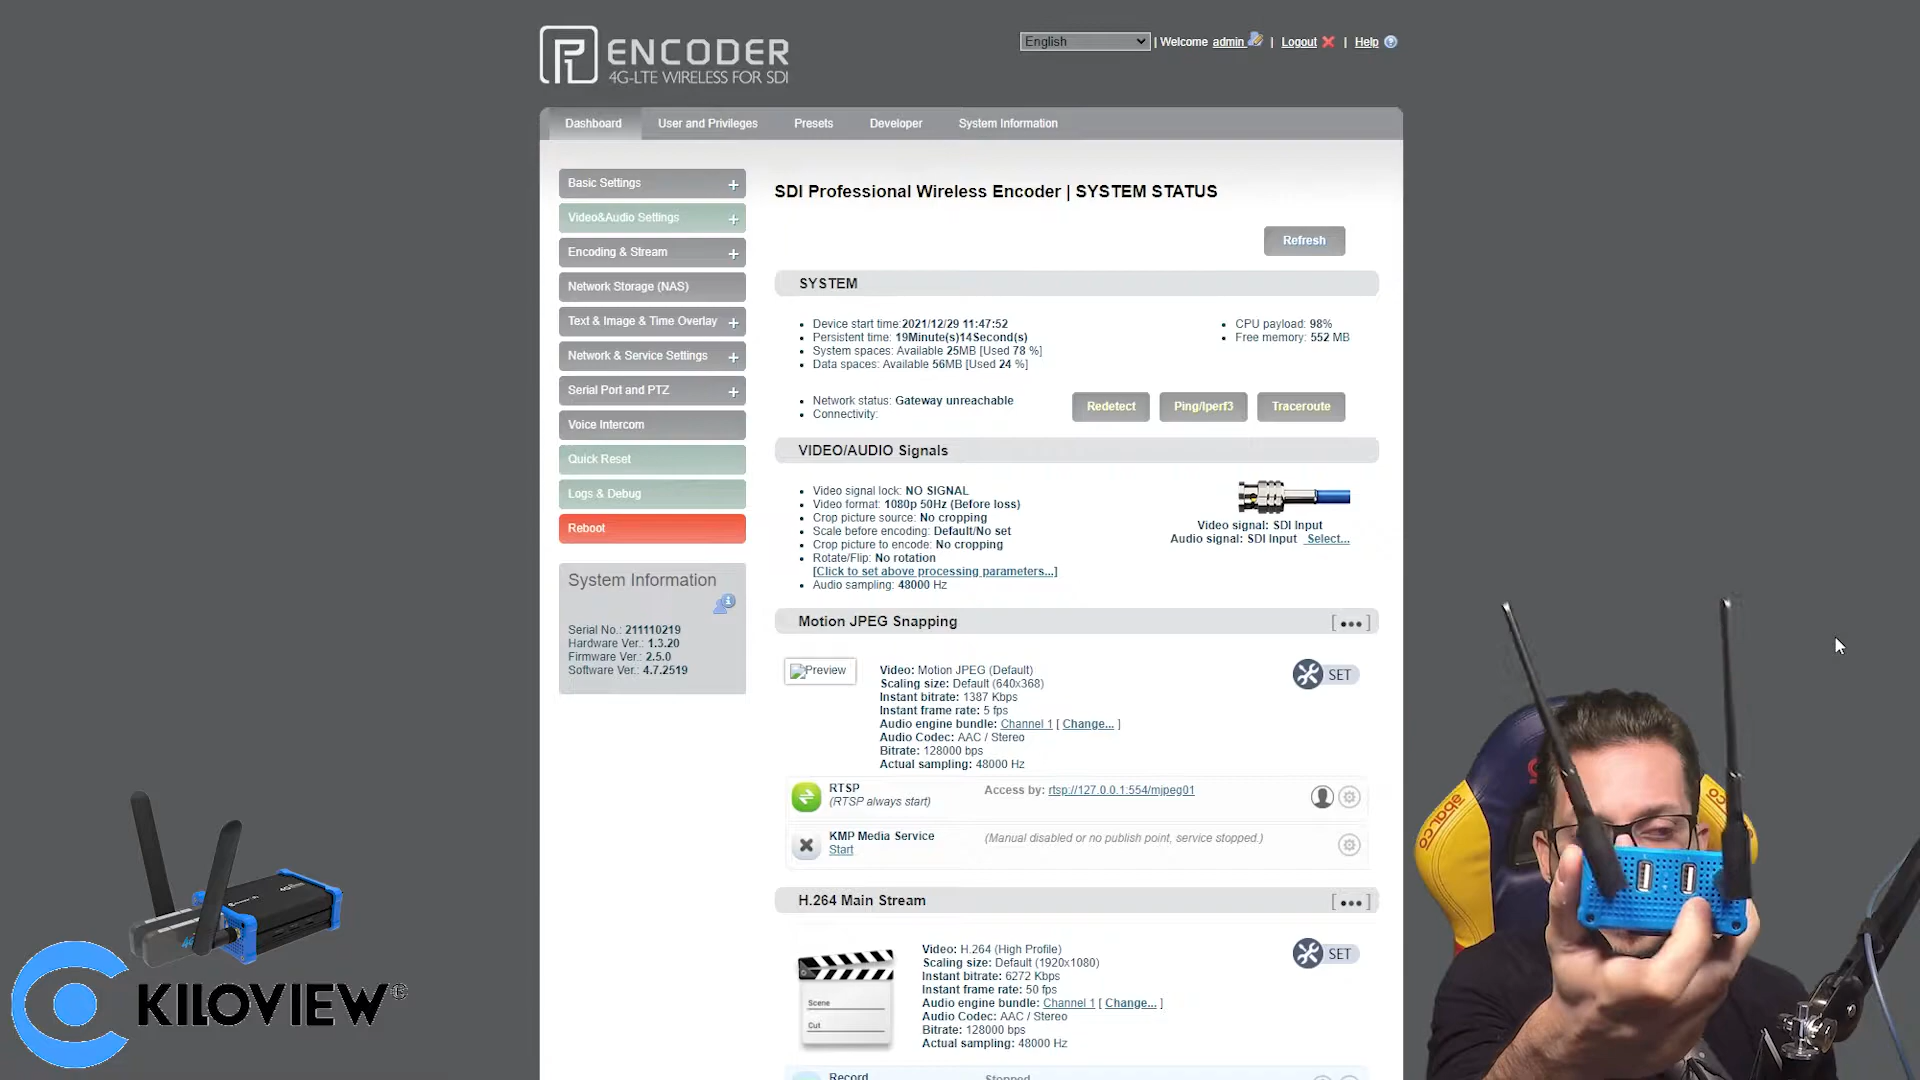 ENCODER
4G-LTE WIRELESS FOR SDI
English | Welcome admin | Logout | Help
Dashboard User and Privileges Presets Developer System Information
Basic Settings
Video&Audio Settings
Encoding & Stream
Network Storage (NAS)
Text & Image & Time Overlay
Network & Service Settings
Serial Port and PTZ
Voice Intercom
Quick Reset
Logs & Debug
Reboot
System Information
Serial No.: 211110219
Hardware Ver.: 1.3.20
Firmware Ver.: 2.5.0
Software Ver.: 4.7.2519
SDI Professional Wireless Encoder | SYSTEM STATUS
Refresh
SYSTEM
Device start time:2021/12/29 11:47:52
Persistent time: 19Minute(s)14Second(s)
System spaces: Available 25MB [Used 78 %]
Data spaces: Available 56MB [Used 24 %]
CPU payload: 98%
Free memory: 552 MB
Network status: Gateway unreachable
Connectivity:
Redetect Ping/Iperf3 Traceroute
VIDEO/AUDIO Signals
Video signal lock: NO SIGNAL
Video format: 1080p 50Hz (Before loss)
Crop picture source: No cropping
Scale before encoding: Default/No set
Crop picture to encode: No cropping
Rotate/Flip: No rotation
[Click to set above processing parameters...]
Audio sampling: 48000 Hz
Video signal: SDI Input
Audio signal: SDI Input Select...
Motion JPEG Snapping [ ••• ]
Preview
Video: Motion JPEG (Default)
Scaling size: Default (640x368)
Instant bitrate: 1387 Kbps
Instant frame rate: 5 fps
Audio engine bundle: Channel 1 [ Change... ]
Audio Codec: AAC / Stereo
Bitrate: 128000 bps
Actual sampling: 48000 Hz
SET
RTSP
(RTSP always start)
Access by: rtsp://127.0.0.1:554/mjpeg01
KMP Media Service
Start
(Manual disabled or no publish point, service stopped.)
H.264 Main Stream [ ••• ]
Scene
Cut
Video: H.264 (High Profile)
Scaling size: Default (1920x1080)
Instant bitrate: 6272 Kbps
Instant frame rate: 50 fps
Audio engine bundle: Channel 1 [ Change... ]
Audio Codec: AAC / Stereo
Bitrate: 128000 bps
Actual sampling: 48000 Hz
SET
Record Stopped
KILOVIEW®
abarco